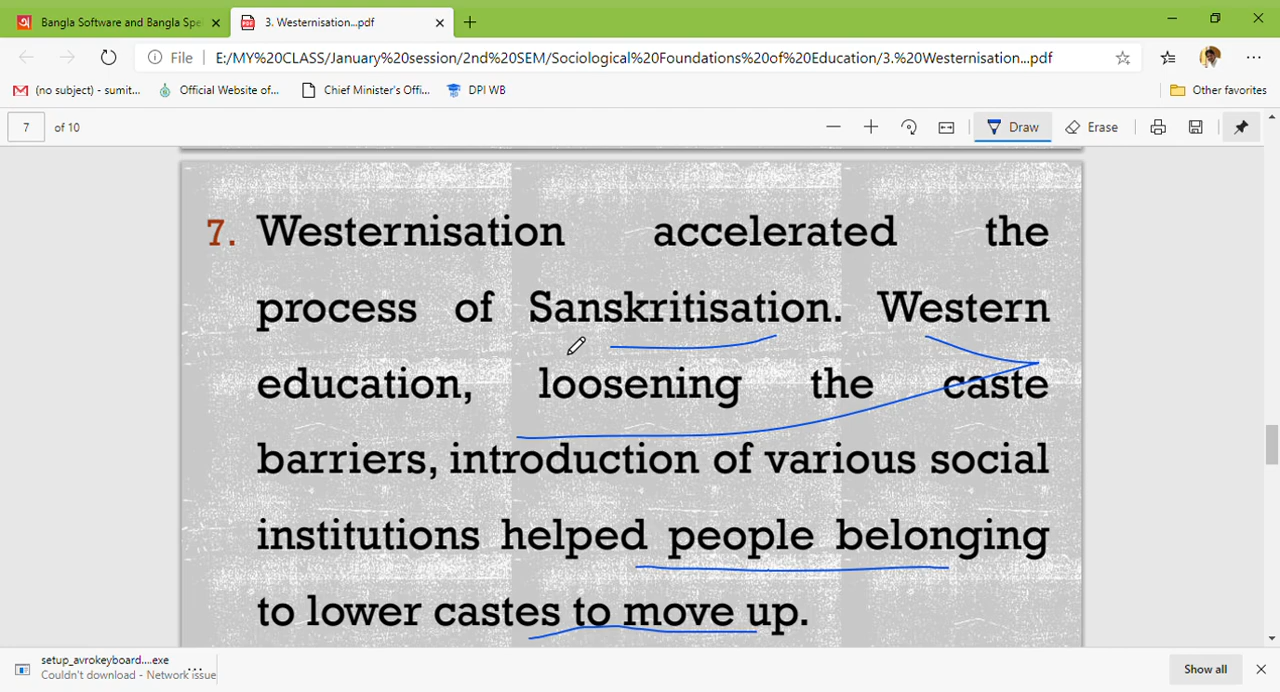 Bangla Software and Bangla Spe
3. Westernisation...pdf
File E:/MY%20CLASS/January%20session/2nd%20SEM/Sociological%20Foundations%20of%20Education/3.%20Westernisation...pdf
(no subject) - sumit... Official Website of... Chief Minister's Offi... DPI WB Other favorites
7 of 10 Draw Erase
7. Westernisation accelerated the
process of Sanskritisation. Western
education, loosening the caste
barriers, introduction of various social
institutions helped people belonging
to lower castes to move up.
setup_avrokeyboard....exe
Couldn't download - Network issue
Show all